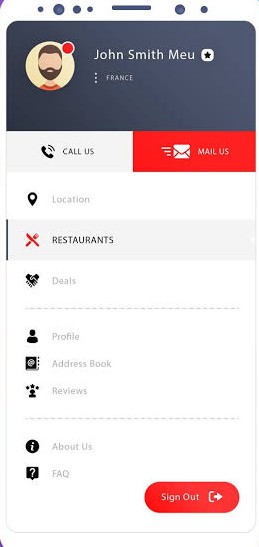 John Smith Meu
FRANCE
CALL US
MAIL US
Location
RESTAURANTS
Deals
Profile
Address Book
Reviews
About Us
FAQ
Sign Out